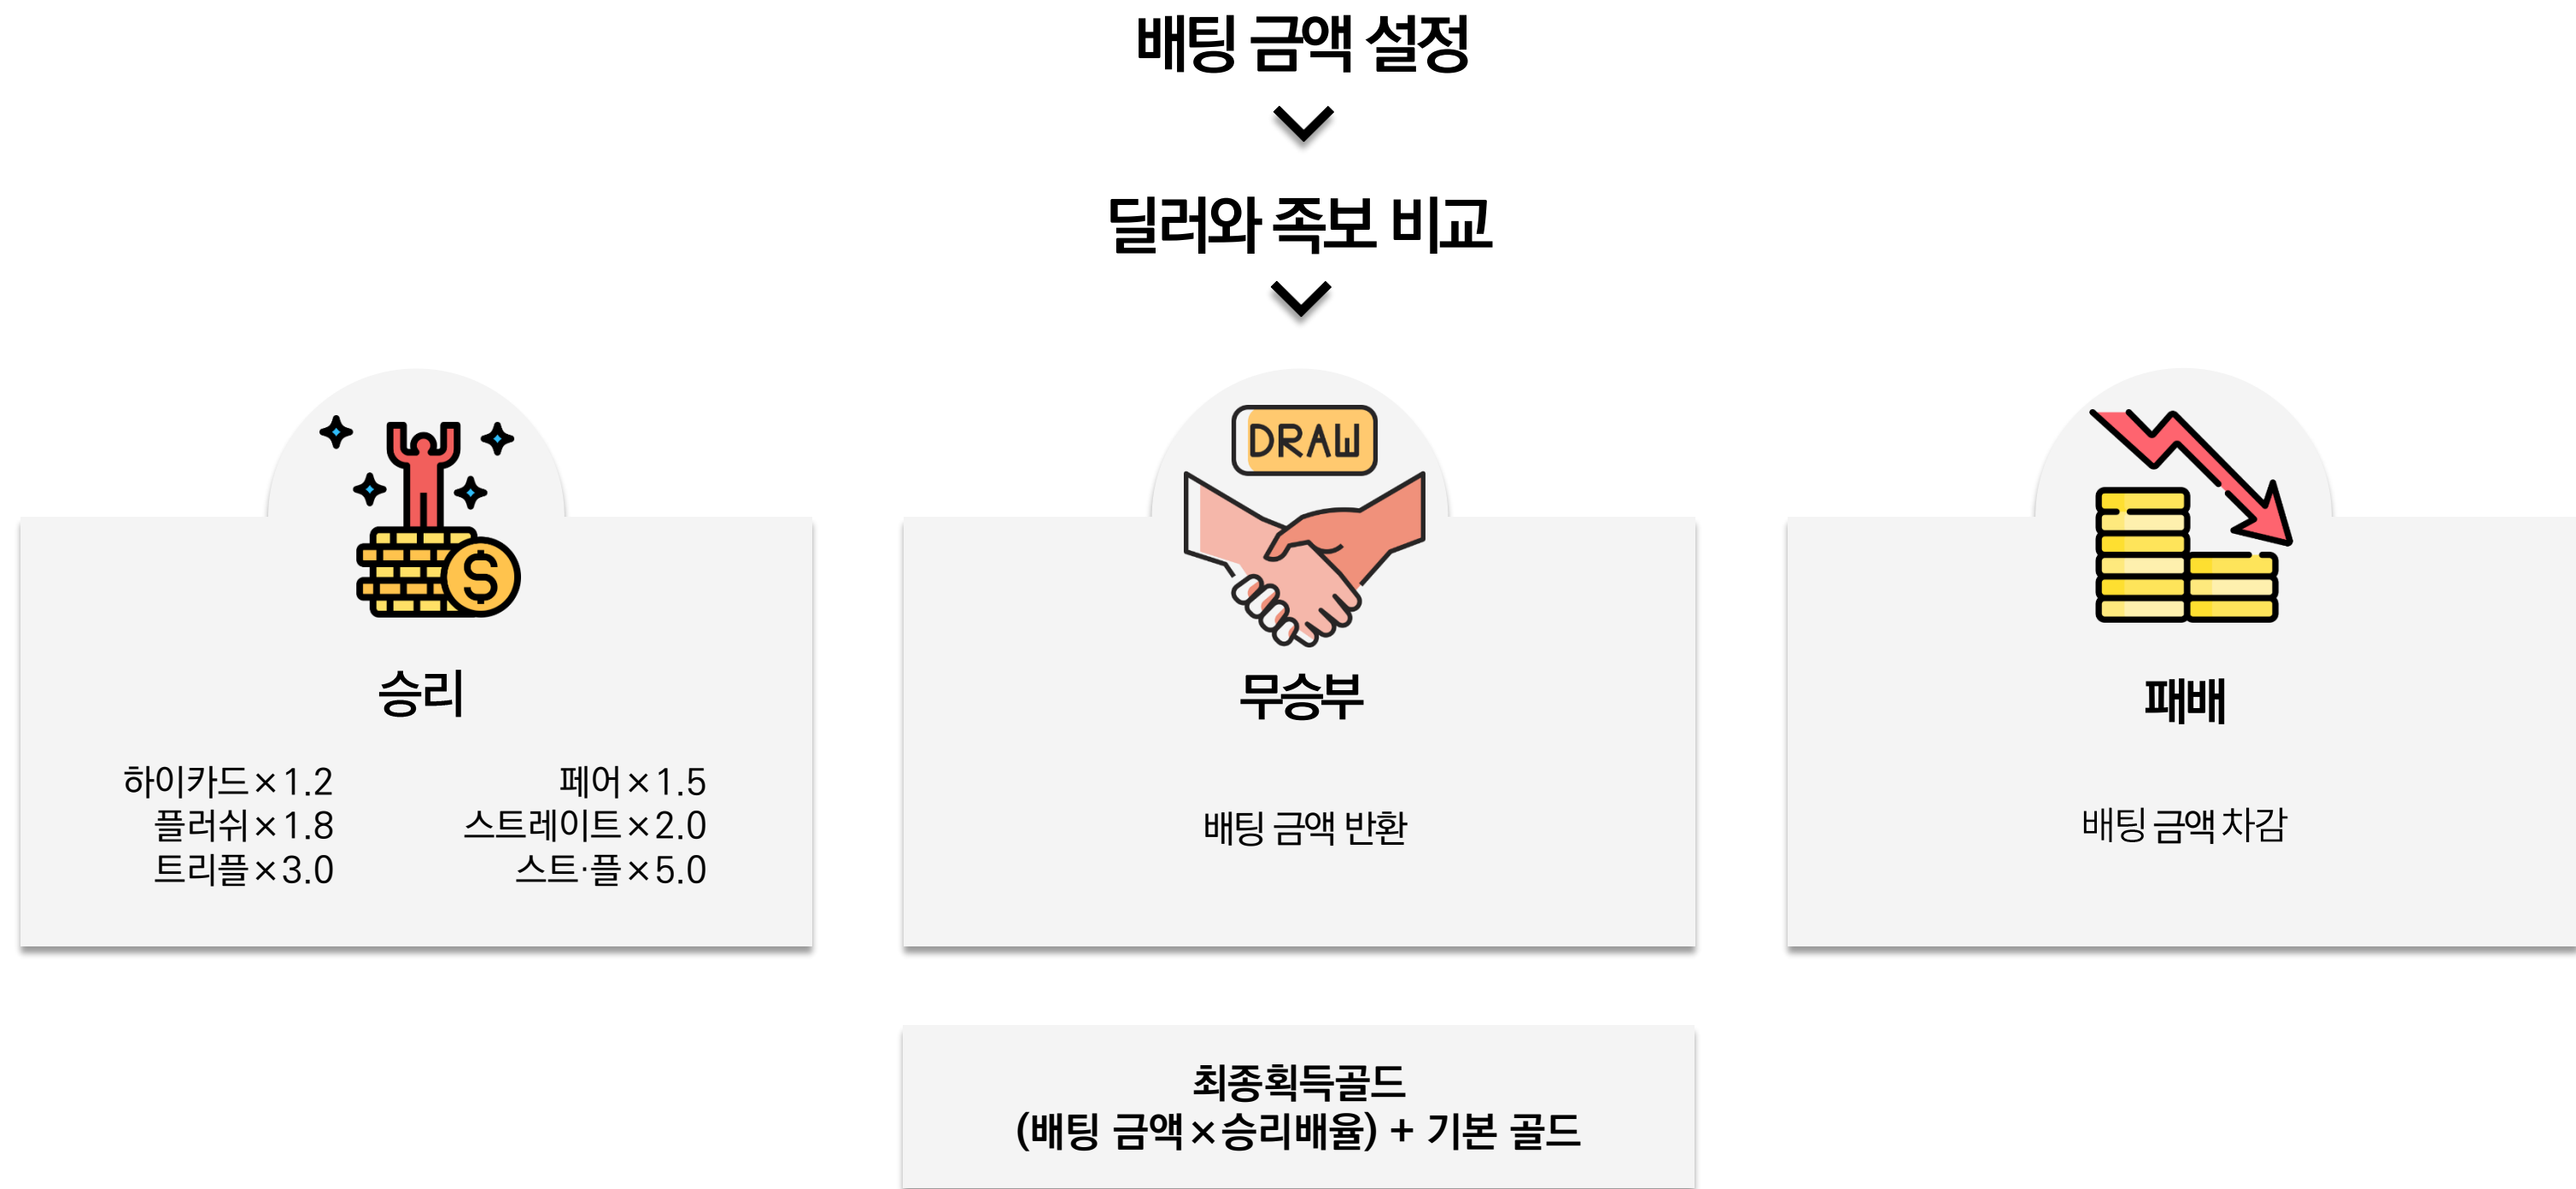 배팅 금액 설정
딜러와 족보 비교
승리
하이카드×1.2 페어×1.5
플러쉬×1.8 스트레이트×2.0
트리플×3.0 스트·플×5.0
DRAW
무승부
배팅 금액 반환
패배
배팅 금액 차감
최종획득골드
(배팅 금액×승리배율) + 기본 골드